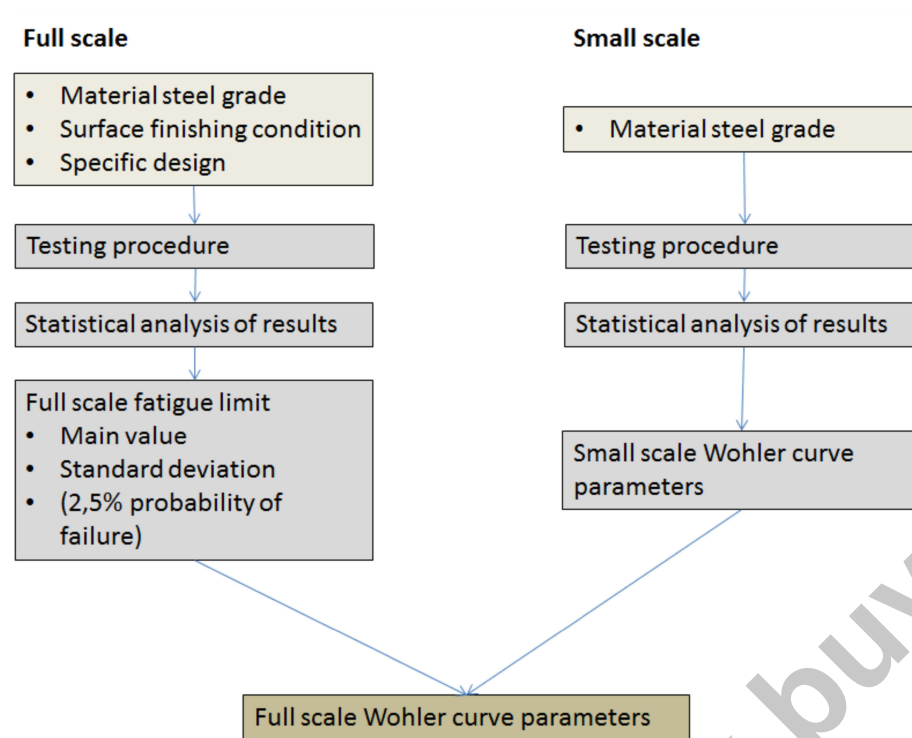 Full scale
• Material steel grade
• Surface finishing condition
• Specific design
Testing procedure
Statistical analysis of results
Full scale fatigue limit
• Main value
• Standard deviation
• (2,5% probability of
failure)
Small scale
• Material steel grade
Testing procedure
Statistical analysis of results
Small scale Wohler curve
parameters
Full scale Wohler curve parameters
buy